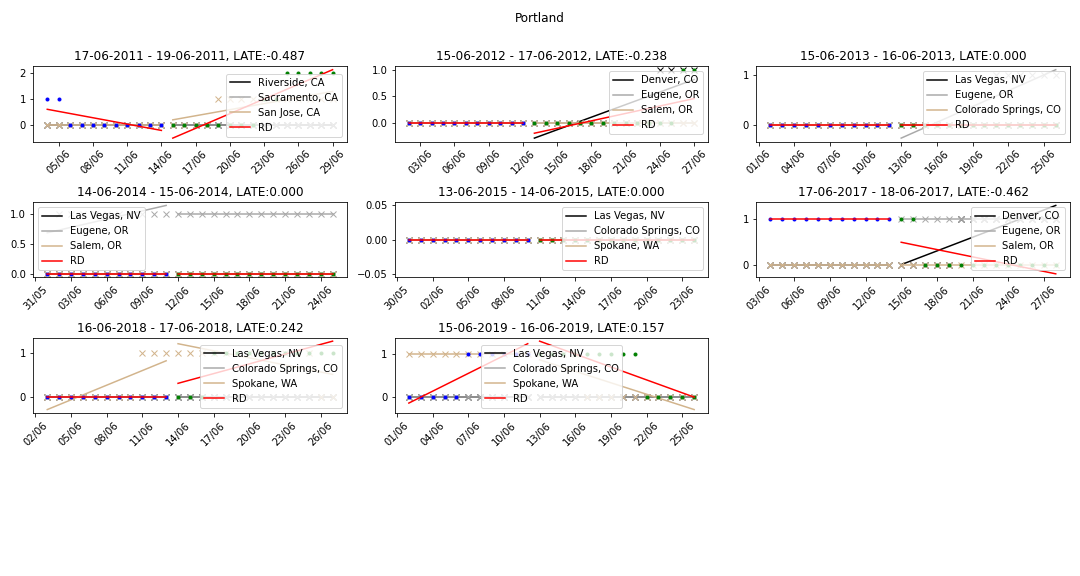 Portland
17-06-2011 - 19-06-2011, LATE:-0.487
2
1
0
Riverside, CA
Sacramento, CA
San Jose, CA
RD
05/06
08/06
11/06
14/06
17/06
20/06
23/06
26/06
29/06
15-06-2012 - 17-06-2012, LATE:-0.238
1.0
0.5
0.0
Denver, CO
Eugene, OR
Salem, OR
RD
03/06
06/06
09/06
12/06
15/06
18/06
21/06
24/06
27/06
15-06-2013 - 16-06-2013, LATE:0.000
1
0
Las Vegas, NV
Eugene, OR
Colorado Springs, CO
RD
01/06
04/06
07/06
10/06
13/06
16/06
19/06
22/06
25/06
14-06-2014 - 15-06-2014, LATE:0.000
1.0
0.5
0.0
Las Vegas, NV
Eugene, OR
Salem, OR
RD
31/05
03/06
06/06
09/06
12/06
15/06
18/06
21/06
24/06
13-06-2015 - 14-06-2015, LATE:0.000
0.05
0.00
−0.05
Las Vegas, NV
Colorado Springs, CO
Spokane, WA
RD
30/05
02/06
05/06
08/06
11/06
14/06
17/06
20/06
23/06
17-06-2017 - 18-06-2017, LATE:-0.462
1
0
Denver, CO
Eugene, OR
Salem, OR
RD
03/06
06/06
09/06
12/06
15/06
18/06
21/06
24/06
27/06
16-06-2018 - 17-06-2018, LATE:0.242
1
0
Las Vegas, NV
Colorado Springs, CO
Spokane, WA
RD
02/06
05/06
08/06
11/06
14/06
17/06
20/06
23/06
26/06
15-06-2019 - 16-06-2019, LATE:0.157
1
0
Las Vegas, NV
Colorado Springs, CO
Spokane, WA
RD
01/06
04/06
07/06
10/06
13/06
16/06
19/06
22/06
25/06